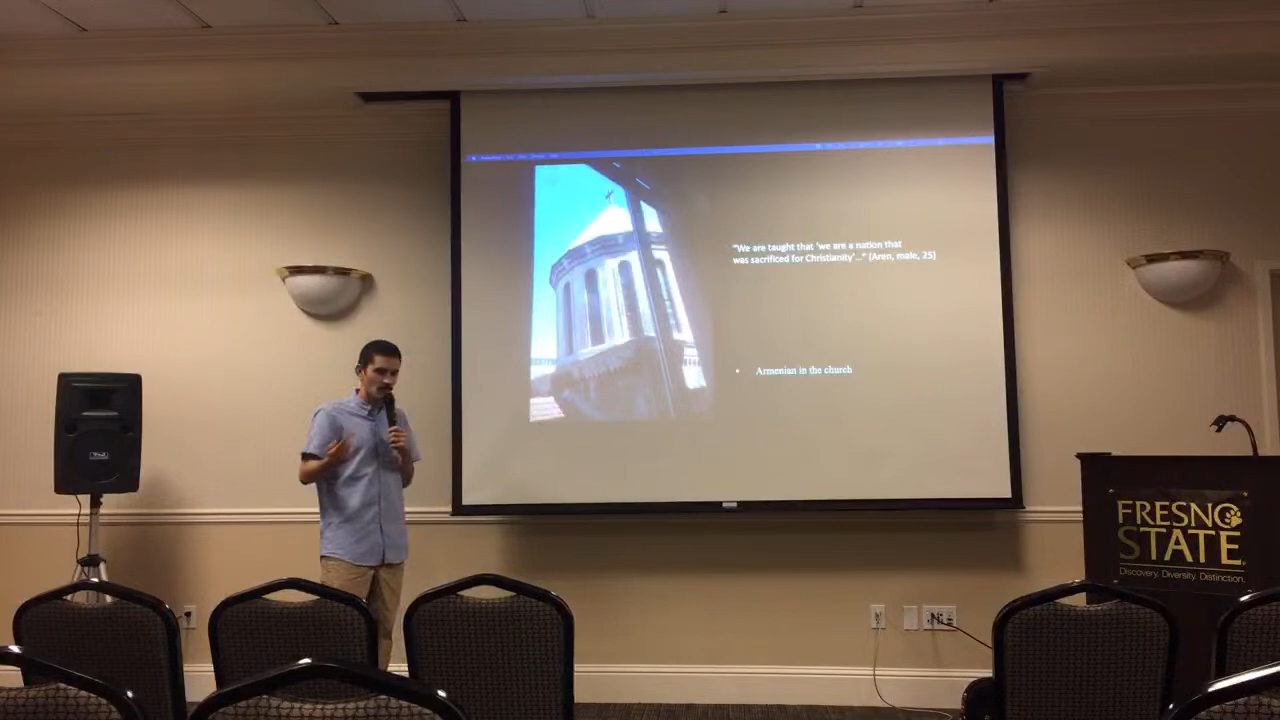 "We are taught that 'we are a nation that
was sacrificed for Christianity'..." (Aren, male, 25)
• Armenian in the church
FRESNO
STATE
Discovery. Diversity. Distinction.